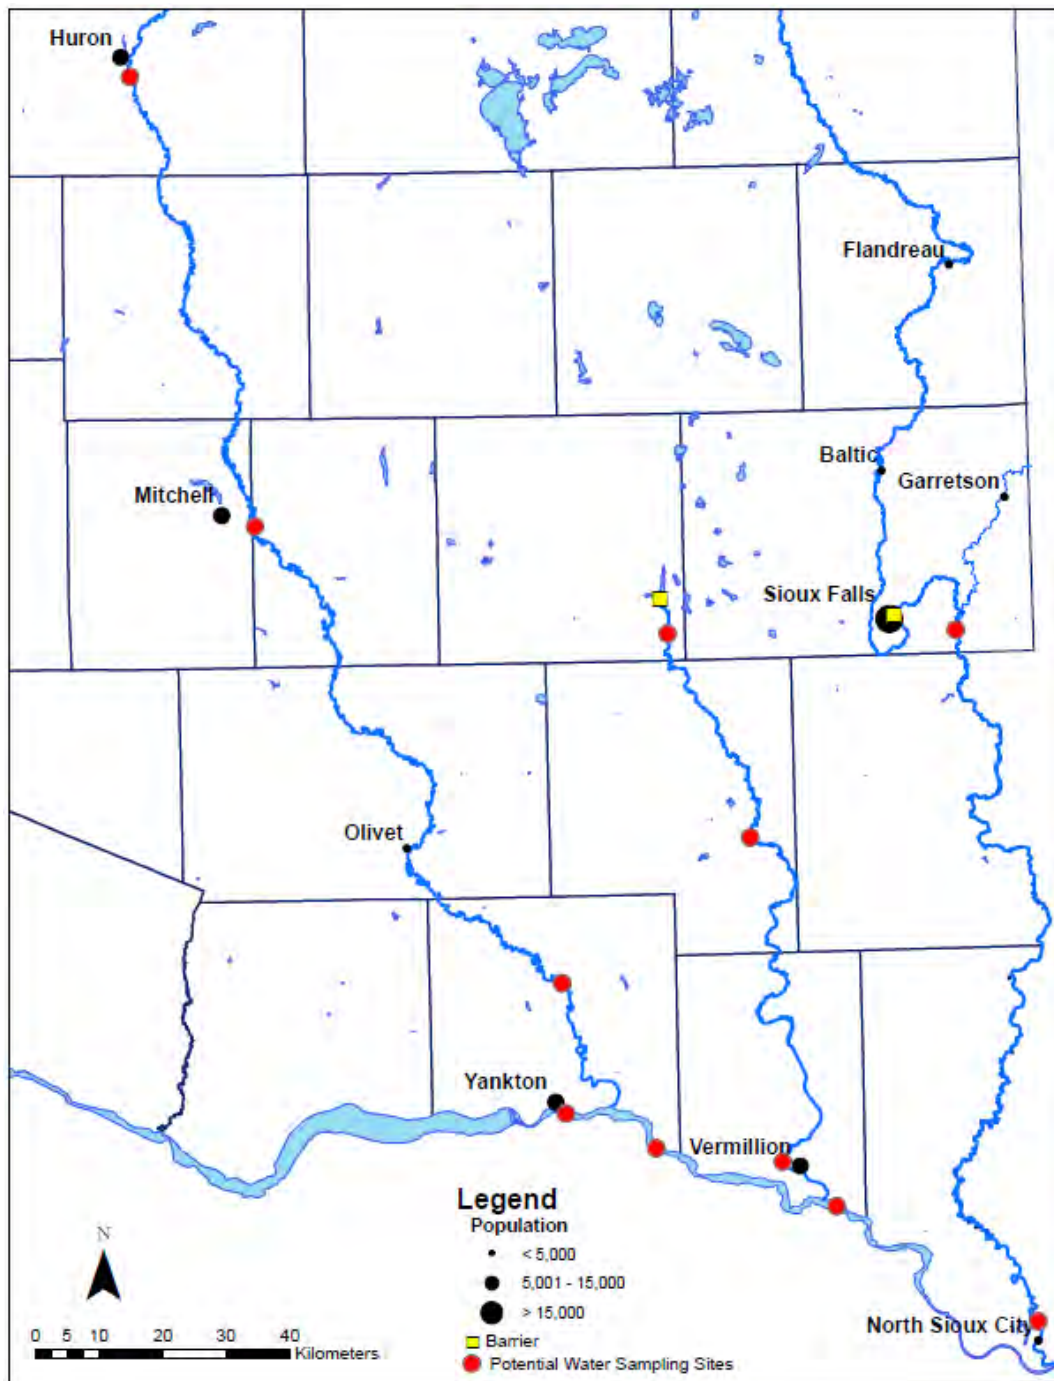 Huron
Flandreau
Baltic
Garretson
Mitchell
Sioux Falls
Olivet
Yankton
Vermillion
Legend
Population
< 5,000
5,001 - 15,000
> 15,000
Barrier
Potential Water Sampling Sites
N
0 5 10 20 30 40
Kilometers
North Sioux City